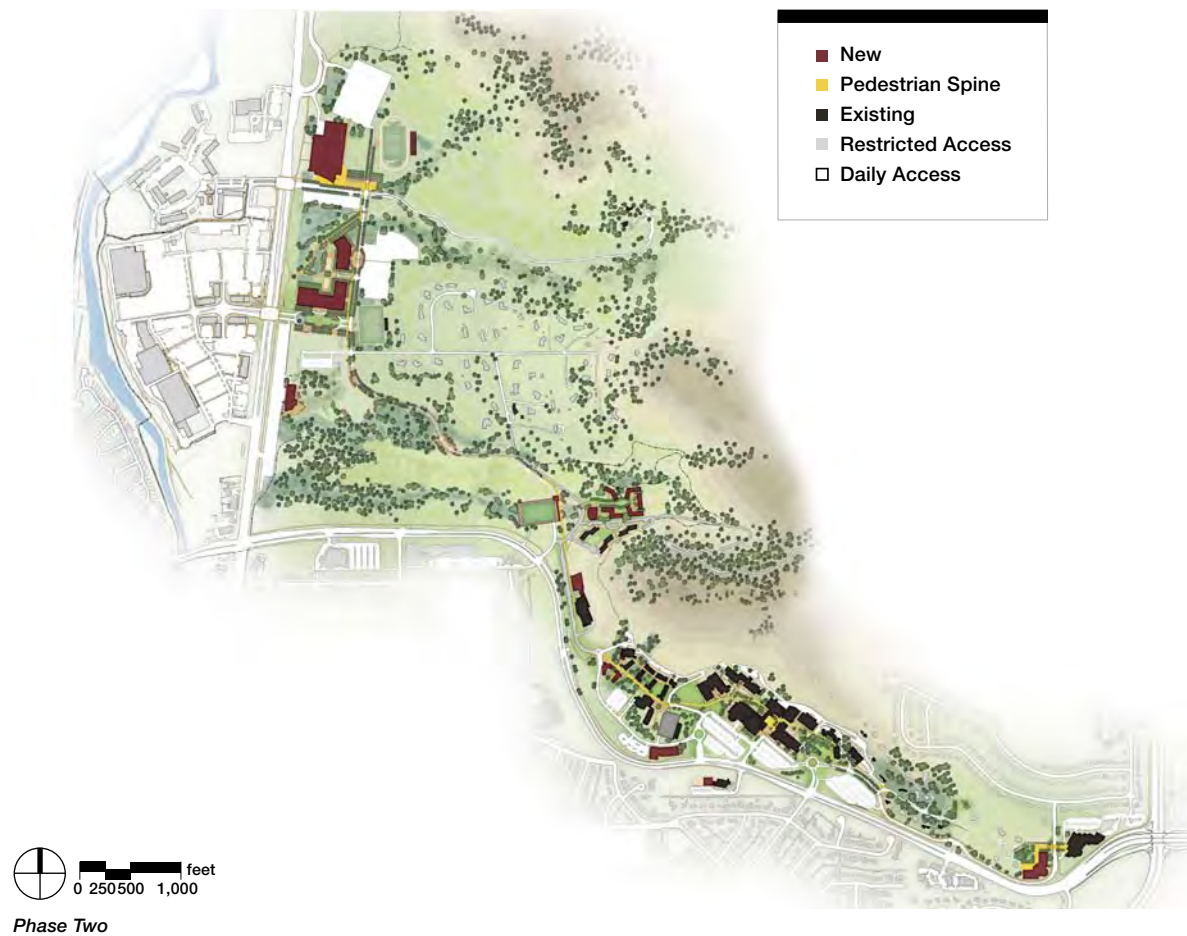 New
Pedestrian Spine
Existing
Restricted Access
Daily Access
feet
0 250 500 1,000
Phase Two